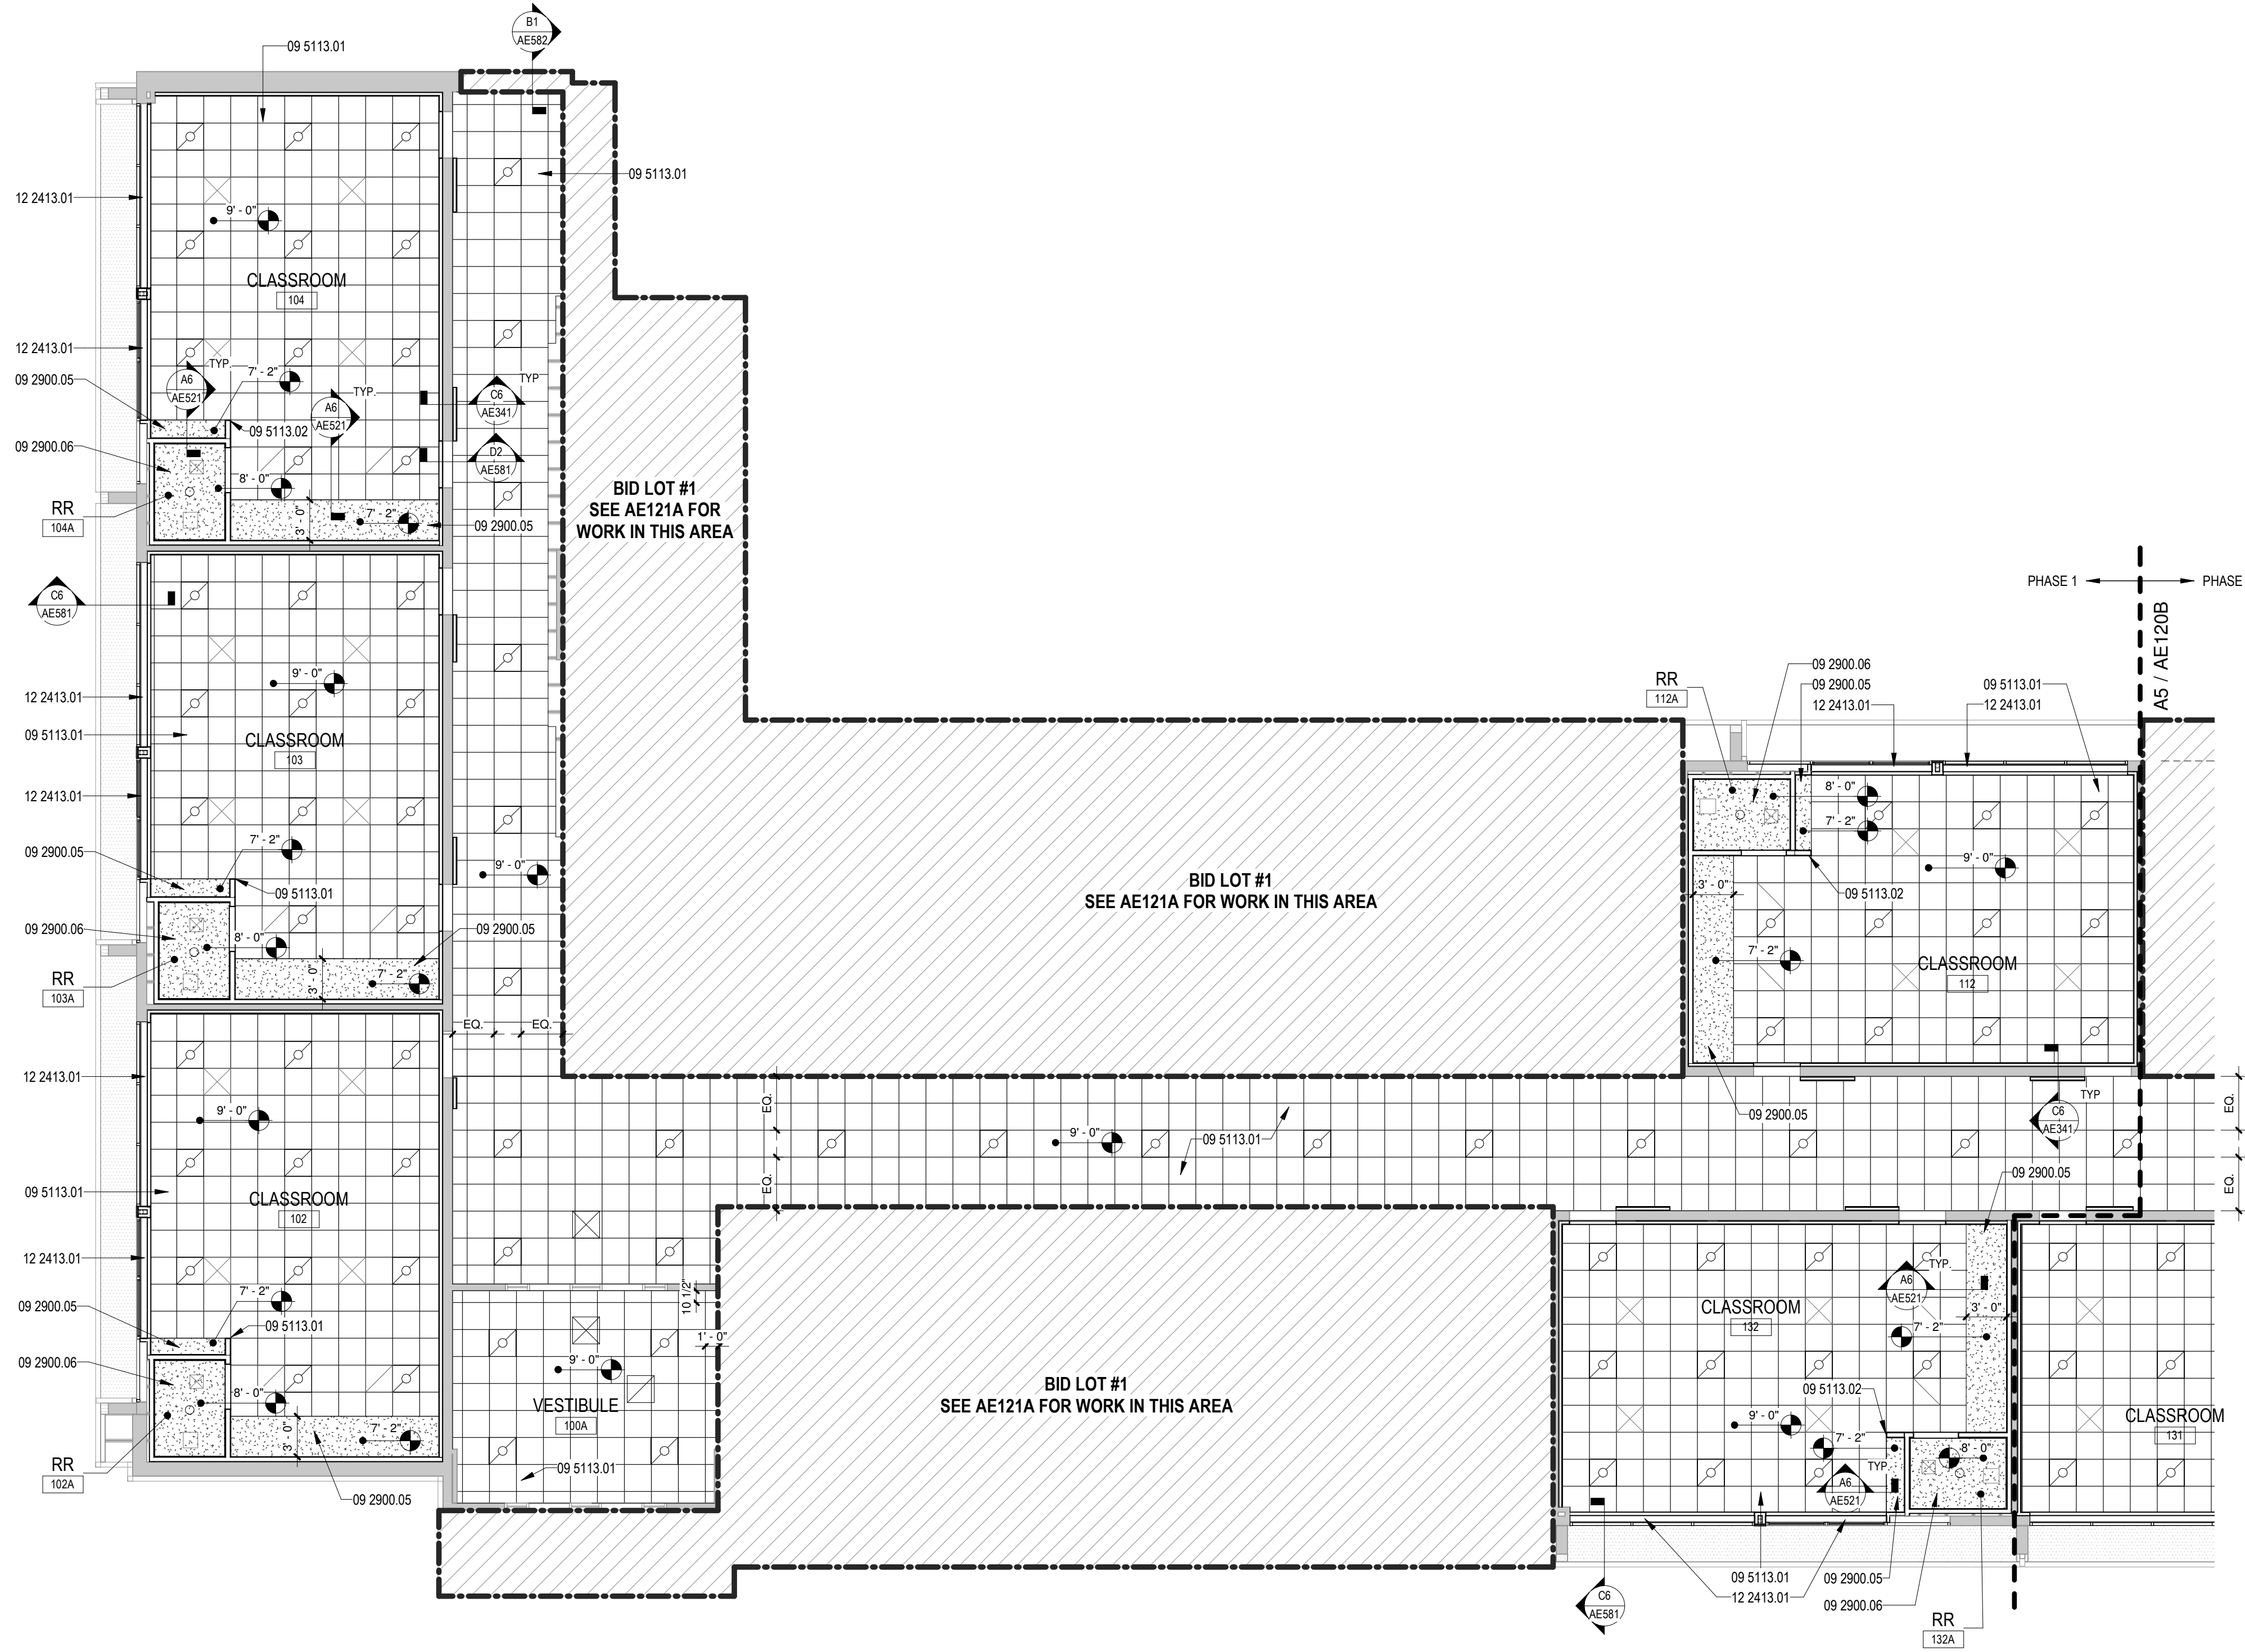 B1
AE582
09 5113.01
09 5113.01
12 2413.01
9' - 0"
CLASSROOM
104
12 2413.01
TYP.
09 2900.05
A6
AE521
7' - 2"
TYP.
A6
AE521
TYP
C6
AE341
09 5113.02
09 2900.06
D2
AE581
8' - 0"
RR
104A
3' - 0"
7' - 2"
09 2900.05
BID LOT #1
SEE AE121A FOR
WORK IN THIS AREA
C6
AE581
PHASE 1
PHASE
A5 / AE120B
12 2413.01
9' - 0"
09 5113.01
CLASSROOM
103
12 2413.01
7' - 2"
09 2900.05
09 5113.01
09 2900.06
8' - 0"
09 2900.05
RR
103A
3' - 0"
7' - 2"
9' - 0"
EQ.
EQ.
BID LOT #1
SEE AE121A FOR WORK IN THIS AREA
RR
112A
09 2900.06
09 2900.05
12 2413.01
09 5113.01
12 2413.01
8' - 0"
7' - 2"
9' - 0"
3' - 0"
09 5113.02
7' - 2"
CLASSROOM
112
09 2900.05
TYP
C6
AE341
EQ.
EQ.
12 2413.01
9' - 0"
09 5113.01
CLASSROOM
102
12 2413.01
7' - 2"
09 2900.05
09 5113.01
09 2900.06
8' - 0"
3' - 0"
7' - 2"
RR
102A
09 2900.05
EQ.
EQ.
9' - 0"
09 5113.01
10 1/2"
1' - 0"
9' - 0"
VESTIBULE
100A
09 5113.01
BID LOT #1
SEE AE121A FOR WORK IN THIS AREA
09 2900.05
TYP.
A6
AE521
CLASSROOM
132
3' - 0"
7' - 2"
09 5113.02
9' - 0"
7' - 2"
8' - 0"
TYP.
A6
AE521
CLASSROOM
131
09 5113.01
12 2413.01
09 2900.05
09 2900.06
C6
AE581
RR
132A